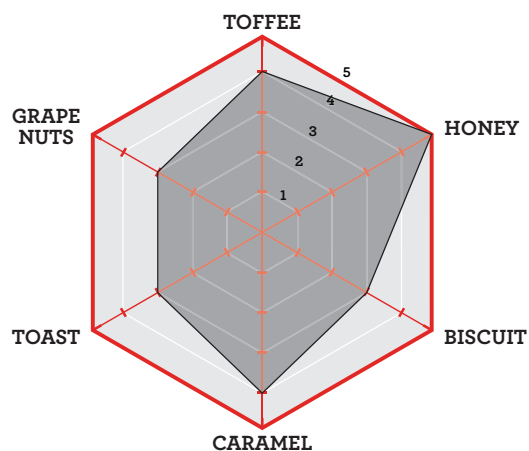 TOFFEE
5
4
GRAPE
NUTS
HONEY
3
2
1
TOAST
BISCUIT
CARAMEL